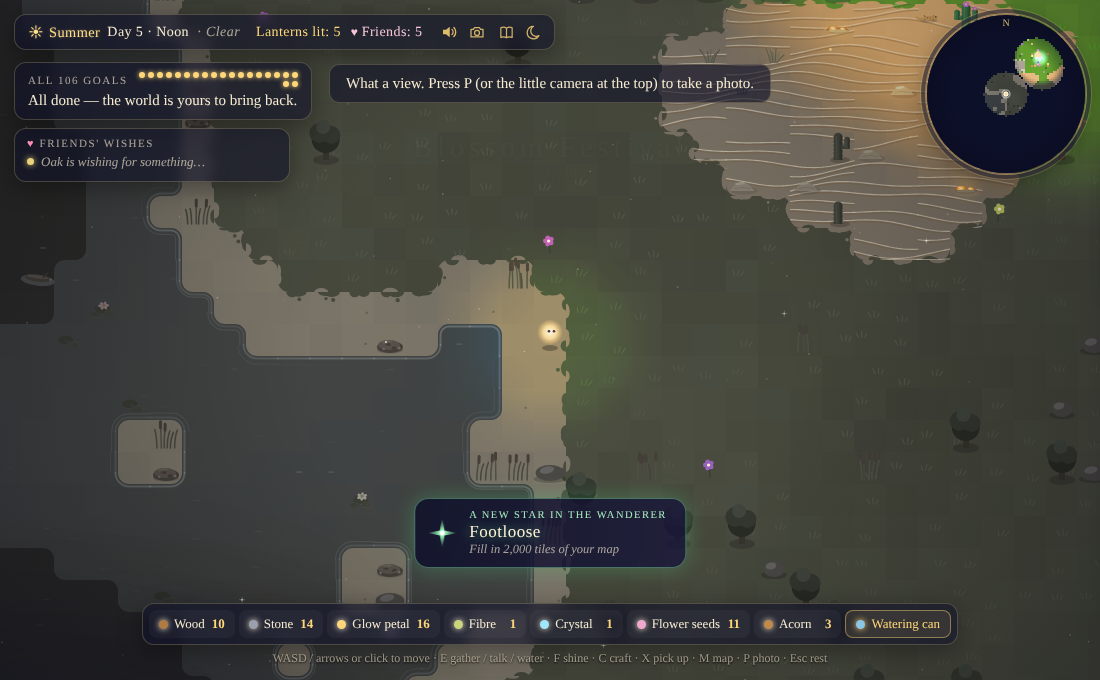 Summer Day 5 · Noon · Clear Lanterns lit: 5 ♥ Friends: 5
N
ALL 106 GOALS
All done — the world is yours to bring back.
What a view. Press P (or the little camera at the top) to take a photo.
♥ FRIENDS' WISHES
Oak is wishing for something…
A NEW STAR IN THE WANDERER
Footloose
Fill in 2,000 tiles of your map
Wood 10 Stone 14 Glow petal 16 Fibre 1 Crystal 1 Flower seeds 11 Acorn 3 Watering can
WASD / arrows or click to move · E gather / talk / water · F shine · C craft · X pick up · M map · P photo · Esc rest